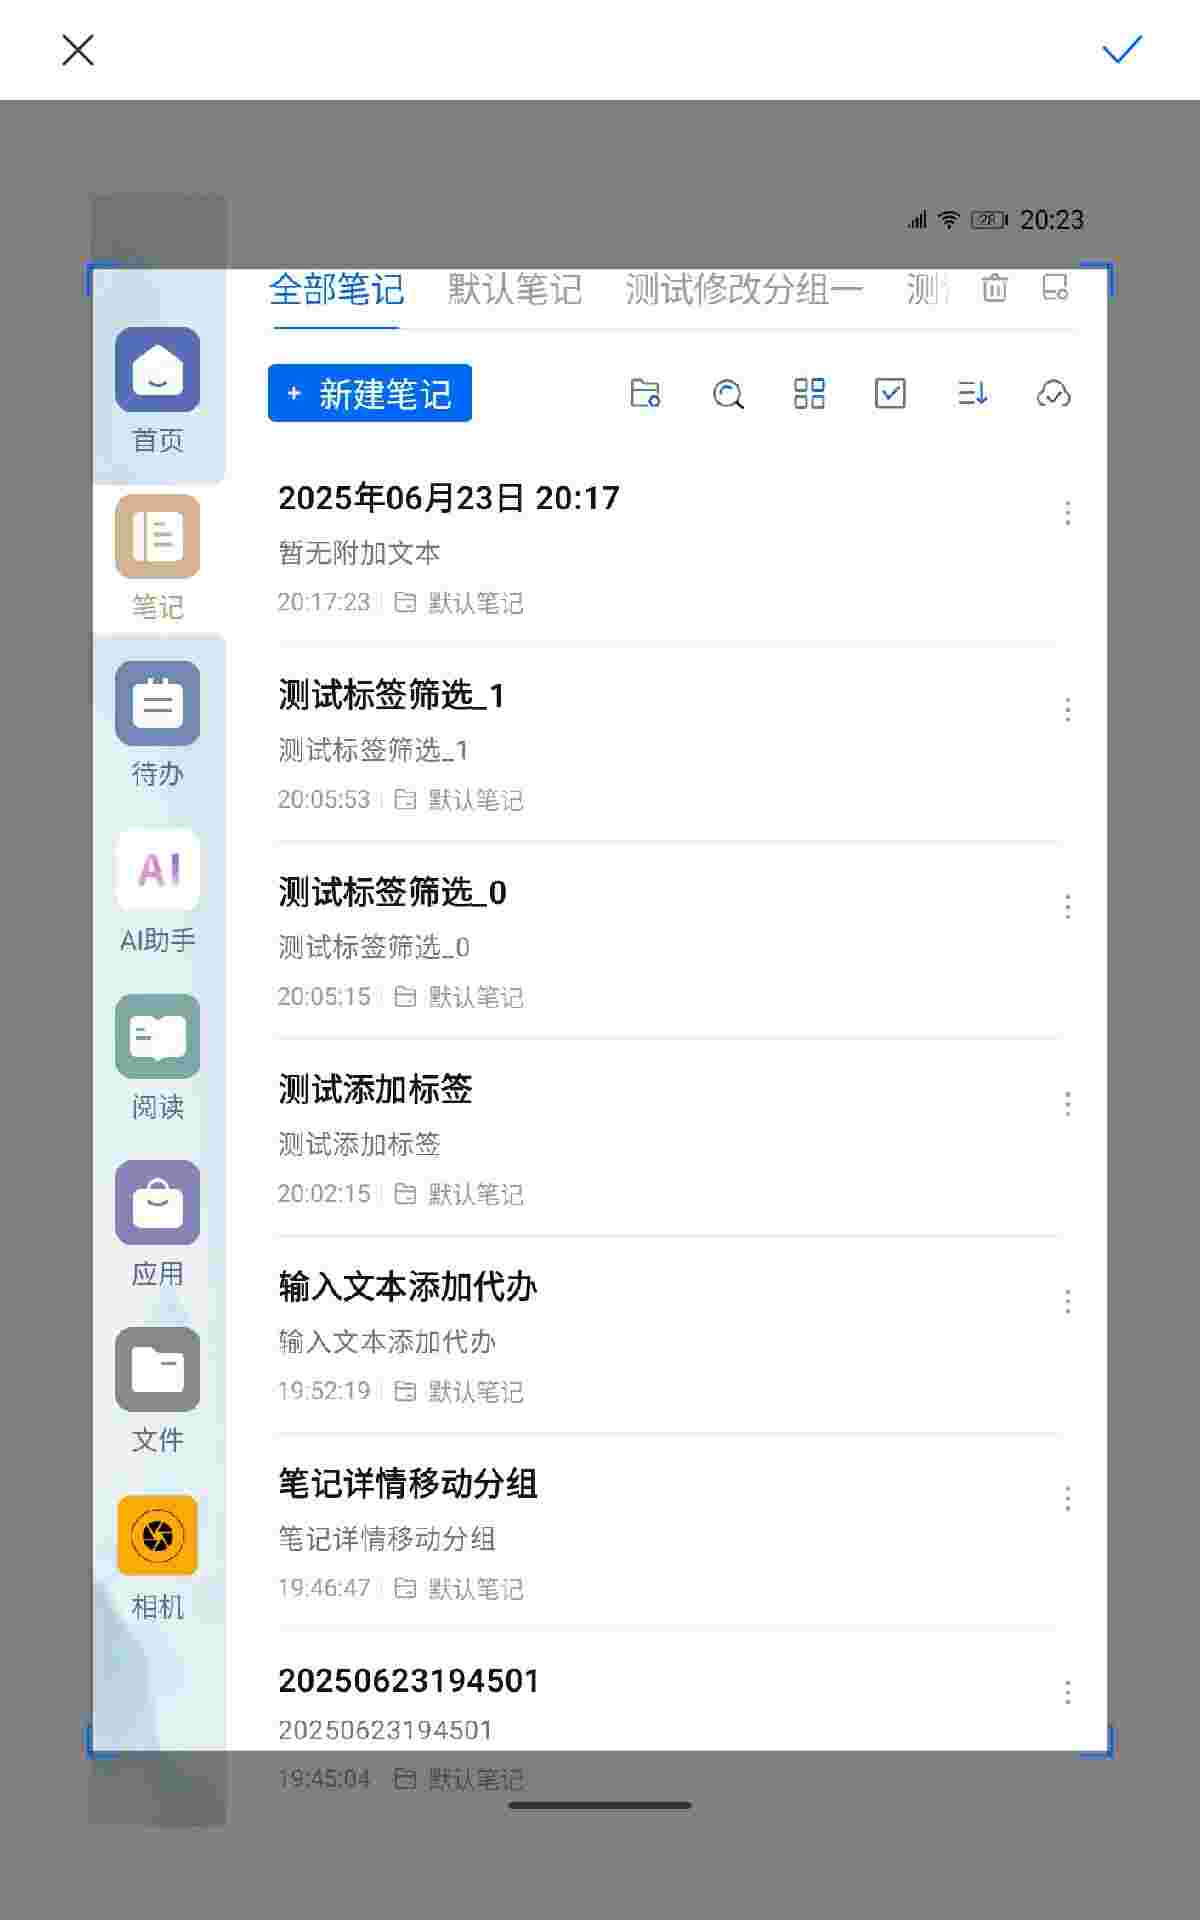 28 20:23
全部笔记 默认笔记 测试修改分组一 测
+ 新建笔记
首页
笔记
待办
AI
AI助手
阅读
应用
文件
相机
2025年06月23日 20:17
暂无附加文本
20:17:23 默认笔记
测试标签筛选_1
测试标签筛选_1
20:05:53 默认笔记
测试标签筛选_0
测试标签筛选_0
20:05:15 默认笔记
测试添加标签
测试添加标签
20:02:15 默认笔记
输入文本添加代办
输入文本添加代办
19:52:19 默认笔记
笔记详情移动分组
笔记详情移动分组
19:46:47 默认笔记
20250623194501
20250623194501
19:45:04 默认笔记